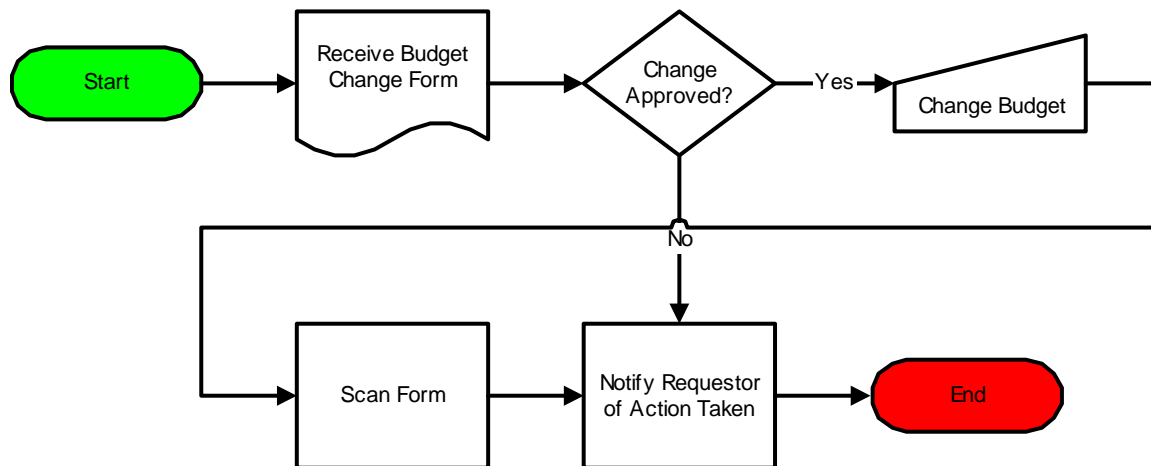 Start
Receive Budget
Change Form
Change
Approved?
Yes
Change Budget
No
Scan Form
Notify Requestor
of Action Taken
End